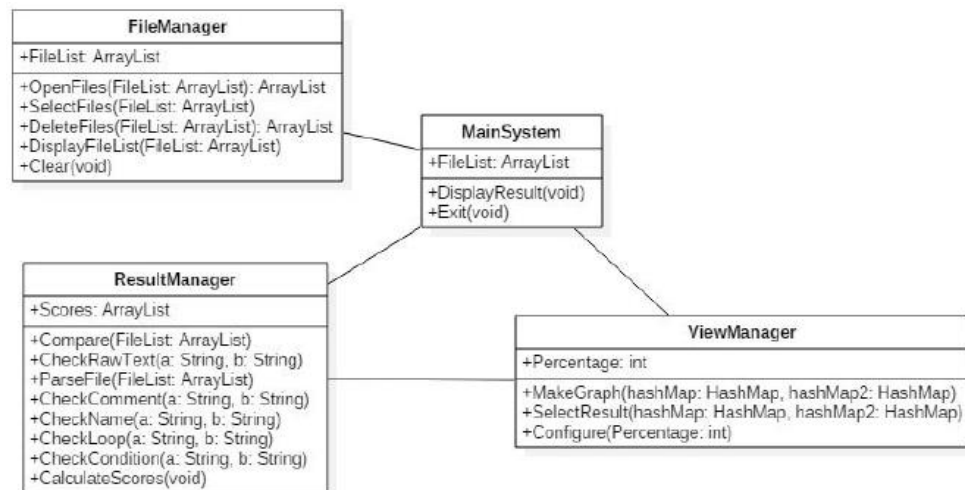 FileManager
+FileList: ArrayList
+OpenFiles(FileList: ArrayList): ArrayList
+SelectFiles(FileList: ArrayList)
+DeleteFiles(FileList: ArrayList): ArrayList
+DisplayFileList(FileList: ArrayList)
+Clear(void)
MainSystem
+FileList: ArrayList
+DisplayResult(void)
+Exit(void)
ResultManager
+Scores: ArrayList
+Compare(FileList: ArrayList)
+CheckRawText(a: String, b: String)
+ParseFile(FileList: ArrayList)
+CheckComment(a: String, b: String)
+CheckName(a: String, b: String)
+CheckLoop(a: String, b: String)
+CheckCondition(a: String, b: String)
+CalculateScores(void)
ViewManager
+Percentage: int
+MakeGraph(hashMap: HashMap, hashMap2: HashMap)
+SelectResult(hashMap: HashMap, hashMap2: HashMap)
+Configure(Percentage: int)